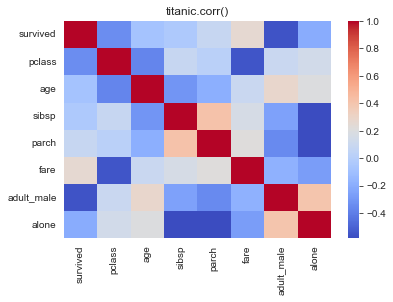 titanic.corr()
survived
pclass
age
sibsp
parch
fare
adult_male
alone
survived
pclass
age
sibsp
parch
fare
adult_male
alone
1.0
0.8
0.6
0.4
0.2
0.0
−0.2
−0.4